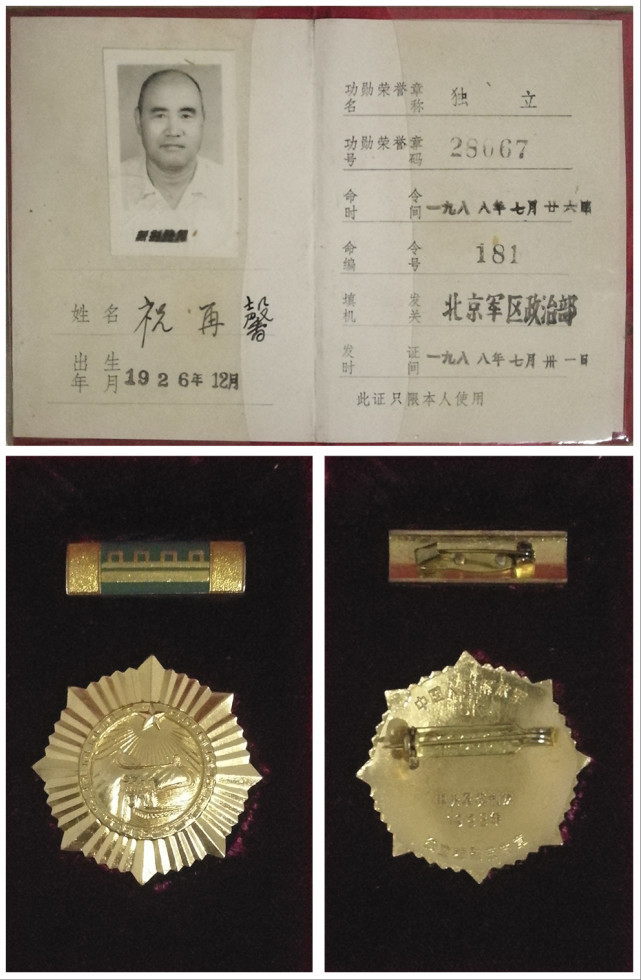 姓名 祝再馨
出生年月 1926年12月
功勋荣誉章名称 独立
功勋荣誉章号码 28067
命令时间 一九八八年七月廿六日
命令编号 181
填发机关 北京军区政治部
发证时间 一九八八年七月卅一日
此证只限本人使用